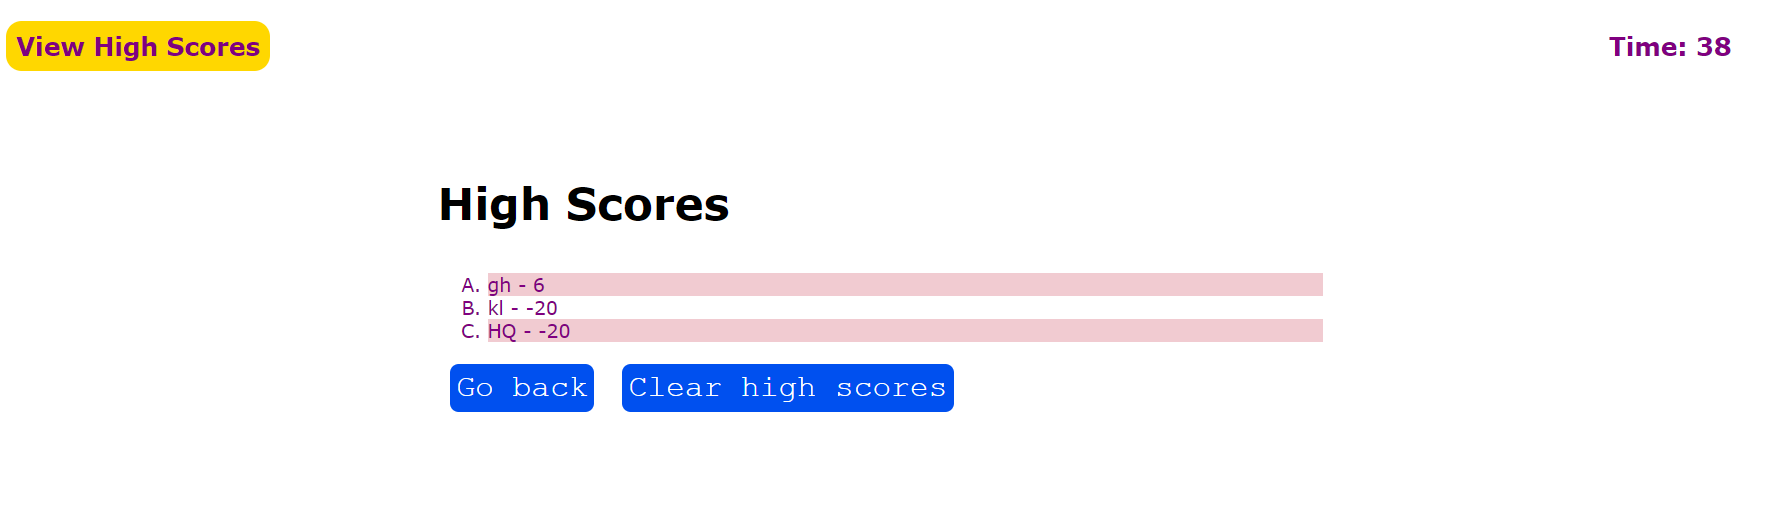 View High Scores
Time: 38
High Scores
A. gh - 6
B. kl - -20
C. HQ - -20
Go back
Clear high scores